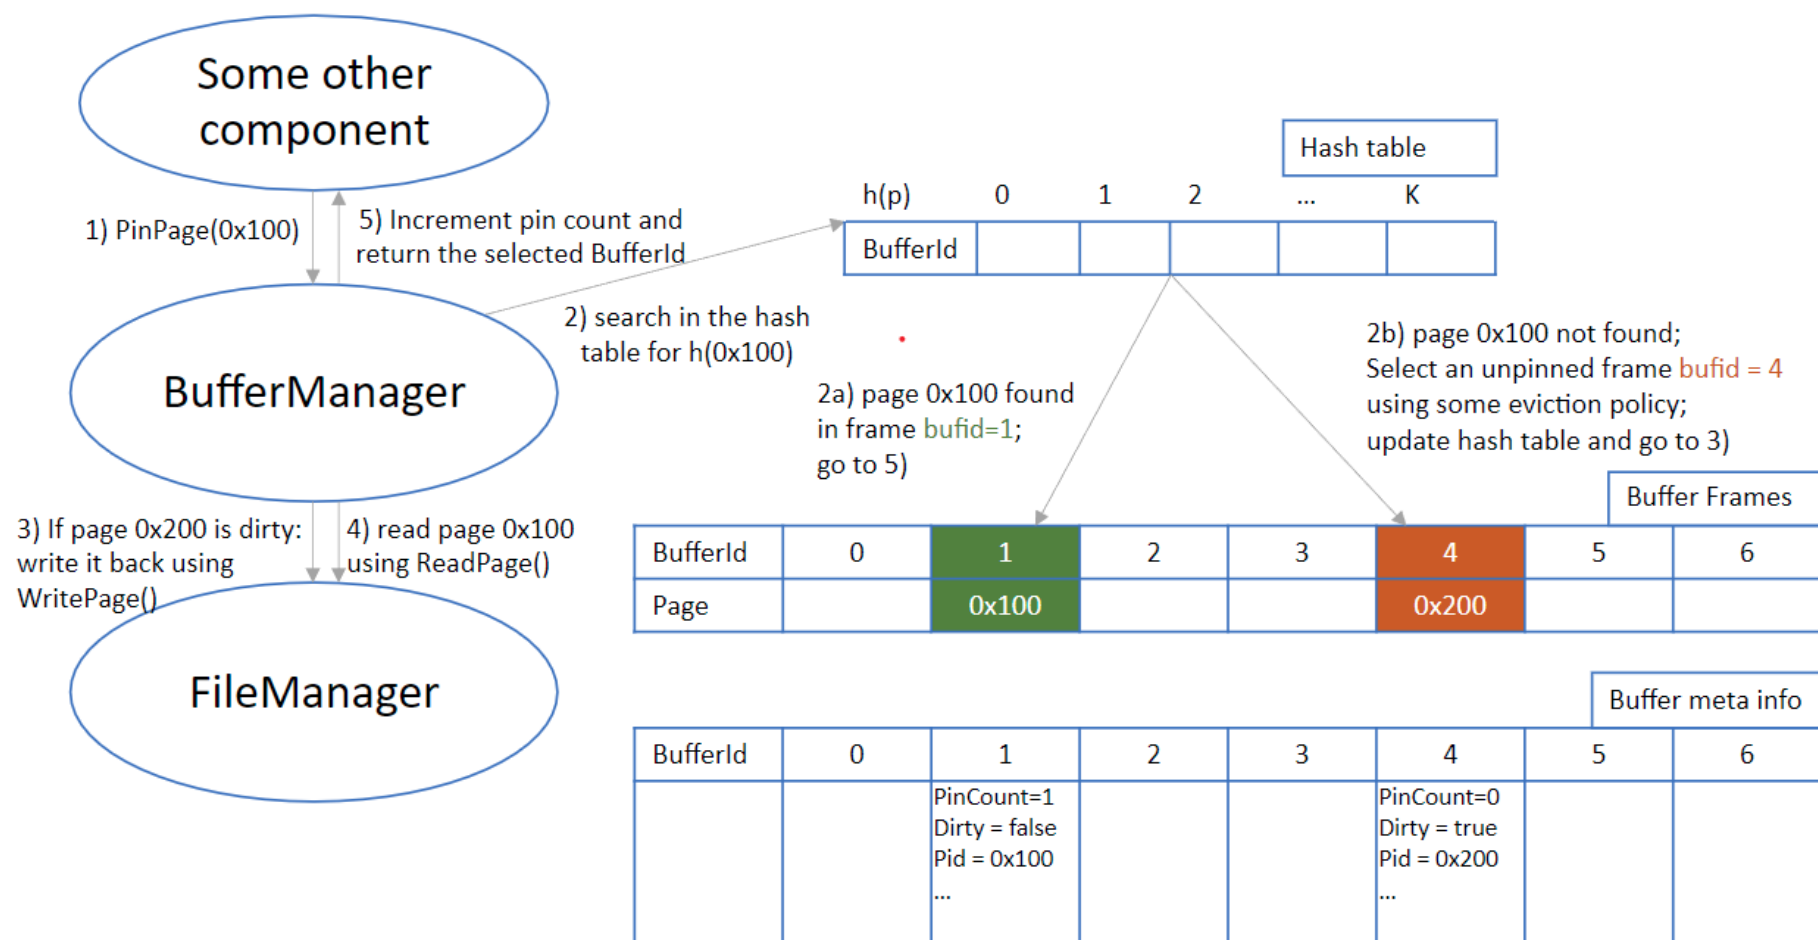 Some other
component
1) PinPage(0x100)
5) Increment pin count and
return the selected BufferId
BufferManager
2) search in the hash
table for h(0x100)
3) If page 0x200 is dirty:
write it back using
WritePage()
4) read page 0x100
using ReadPage()
FileManager
Hash table
h(p) 0 1 2 ... K
BufferId
2a) page 0x100 found
in frame bufid=1;
go to 5)
2b) page 0x100 not found;
Select an unpinned frame bufid = 4
using some eviction policy;
update hash table and go to 3)
Buffer Frames
BufferId 0 1 2 3 4 5 6
Page 0x100 0x200
Buffer meta info
BufferId 0 1 2 3 4 5 6
PinCount=1
Dirty = false
Pid = 0x100
...
PinCount=0
Dirty = true
Pid = 0x200
...